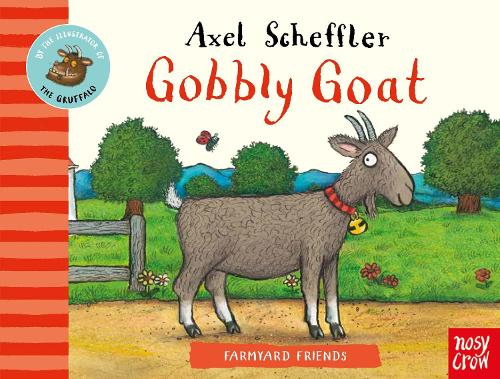 BY THE ILLUSTRATOR OF
THE GRUFFALO
Axel Scheffler
Gobbly Goat
FARMYARD FRIENDS
nosy
crow